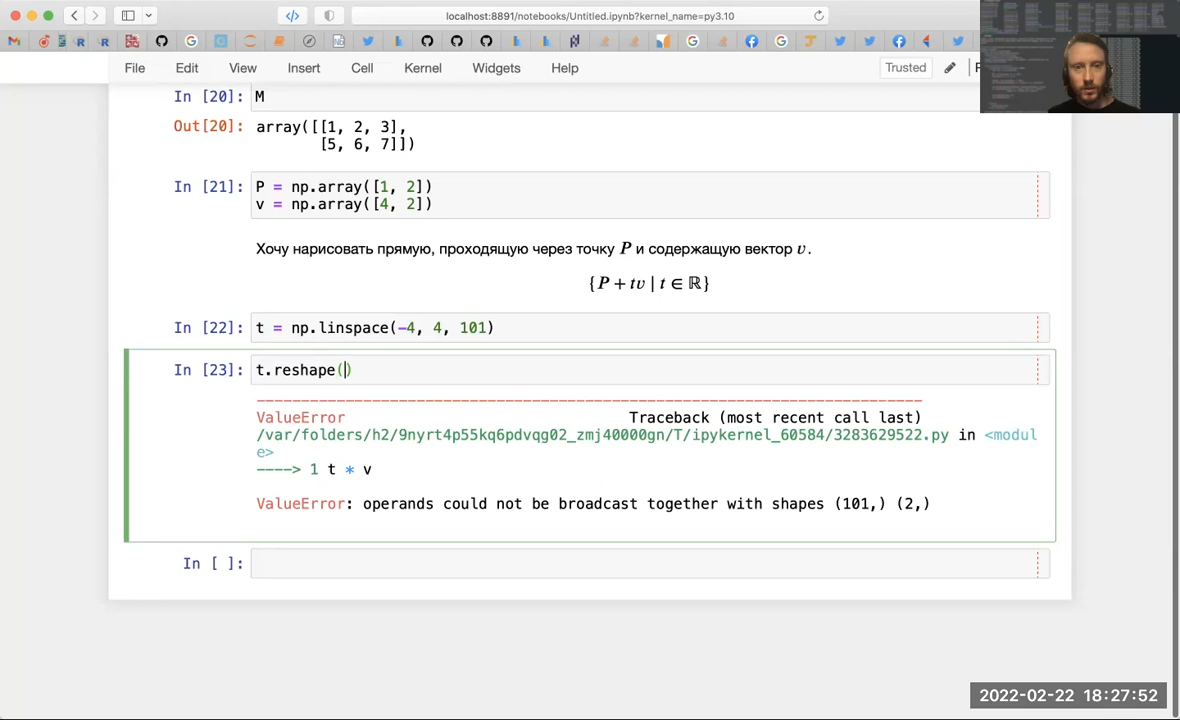 localhost:8891/notebooks/Untitled.ipynb?kernel_name=py3.10
File Edit View Insert Cell Kernel Widgets Help Trusted
In [20]: M
Out[20]: array([[1, 2, 3],
[5, 6, 7]])
In [21]: P = np.array([1, 2])
v = np.array([4, 2])
Хочу нарисовать прямую, проходящую через точку P и содержащую вектор v.
{P + tv | t ∈ ℝ}
In [22]: t = np.linspace(-4, 4, 101)
In [23]: t.reshape()
ValueError Traceback (most recent call last)
/var/folders/h2/9nyrt4p55kq6pdvqg02_zmj40000gn/T/ipykernel_60584/3283629522.py in <modul
e>
----> 1 t * v
ValueError: operands could not be broadcast together with shapes (101,) (2,)
In [ ]:
2022-02-22 18:27:52